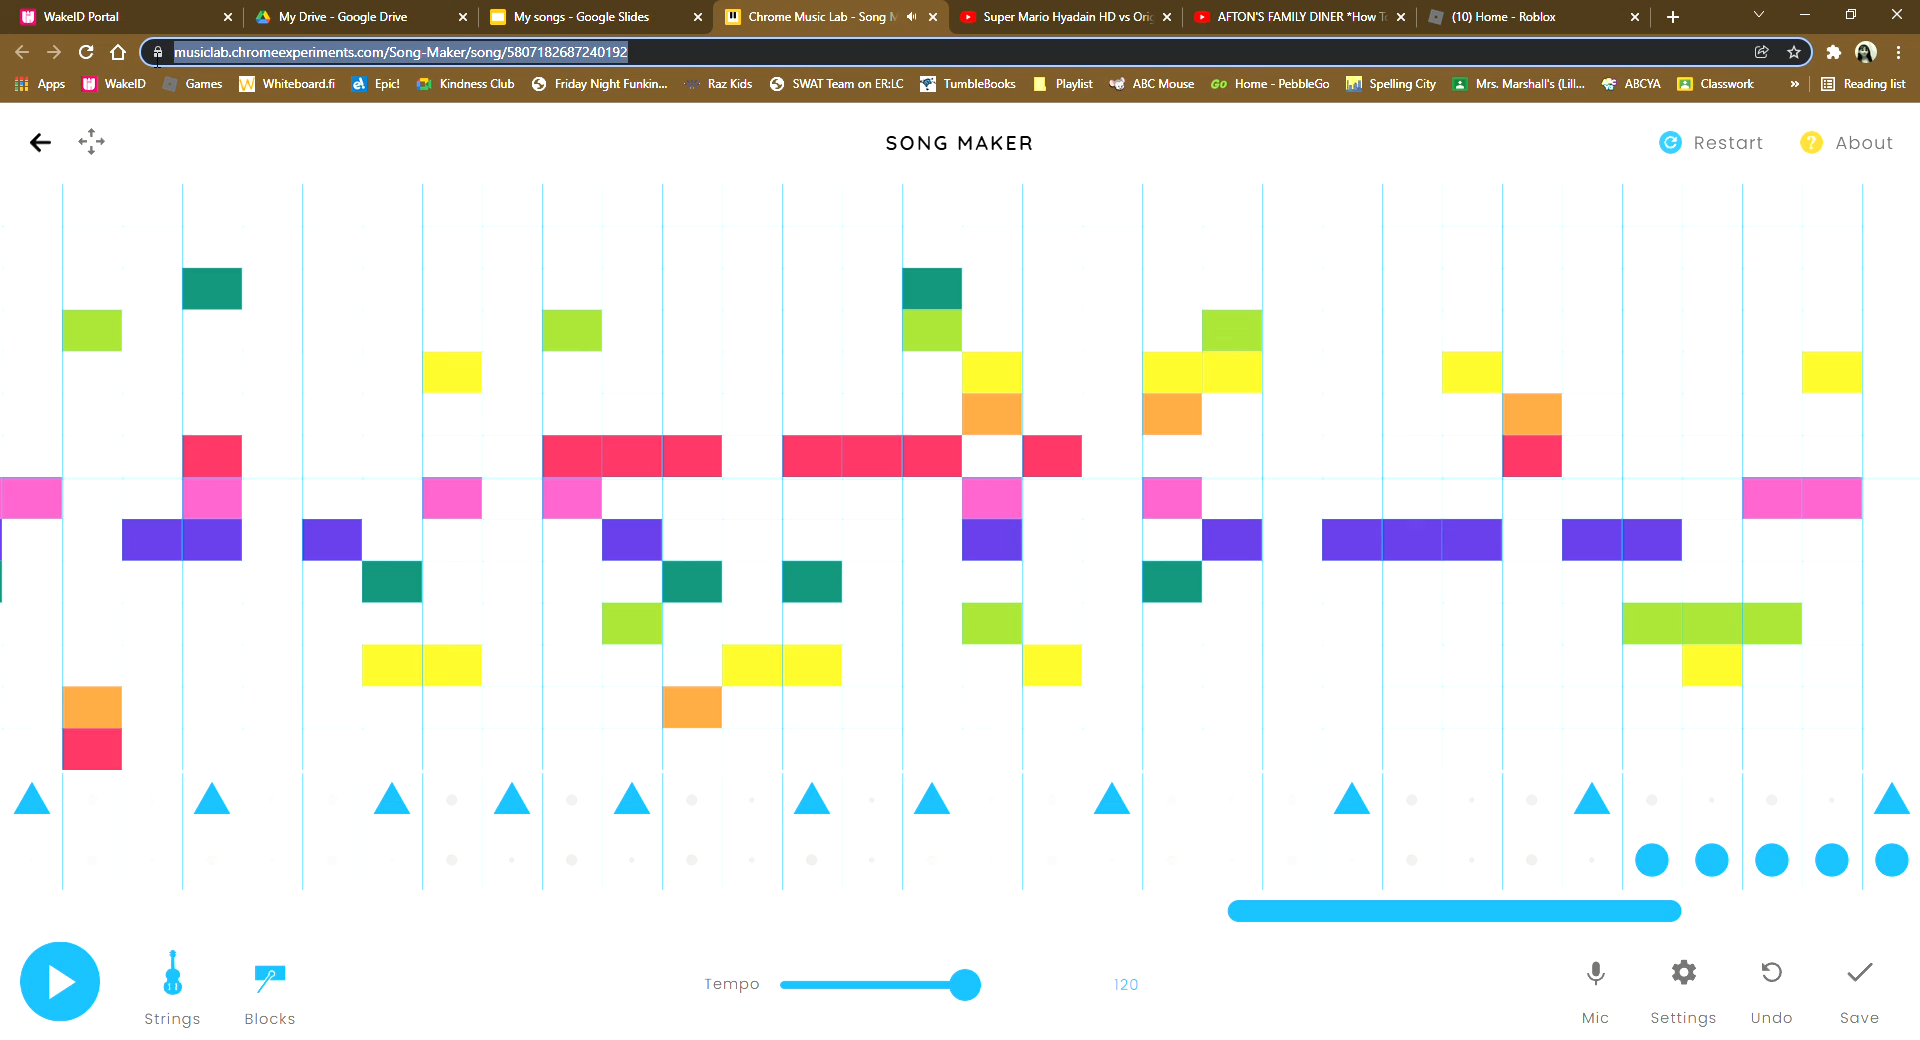 WakeID Portal
My Drive - Google Drive
My songs - Google Slides
Chrome Music Lab - Song M
Super Mario Hyadain HD vs Orig
AFTON'S FAMILY DINER *How To
(10) Home - Roblox
musiclab.chromeexperiments.com/Song-Maker/song/5807182687240192
Apps
WakeID
Games
Whiteboard.fi
Epic!
Kindness Club
Friday Night Funkin...
Raz Kids
SWAT Team on ER:LC
TumbleBooks
Playlist
ABC Mouse
Home - PebbleGo
Spelling City
Mrs. Marshall's (Lill...
ABCYA
Classwork
»
Reading list
SONG MAKER
Restart
? About
Strings
Blocks
Tempo
120
Mic
Settings
Undo
Save